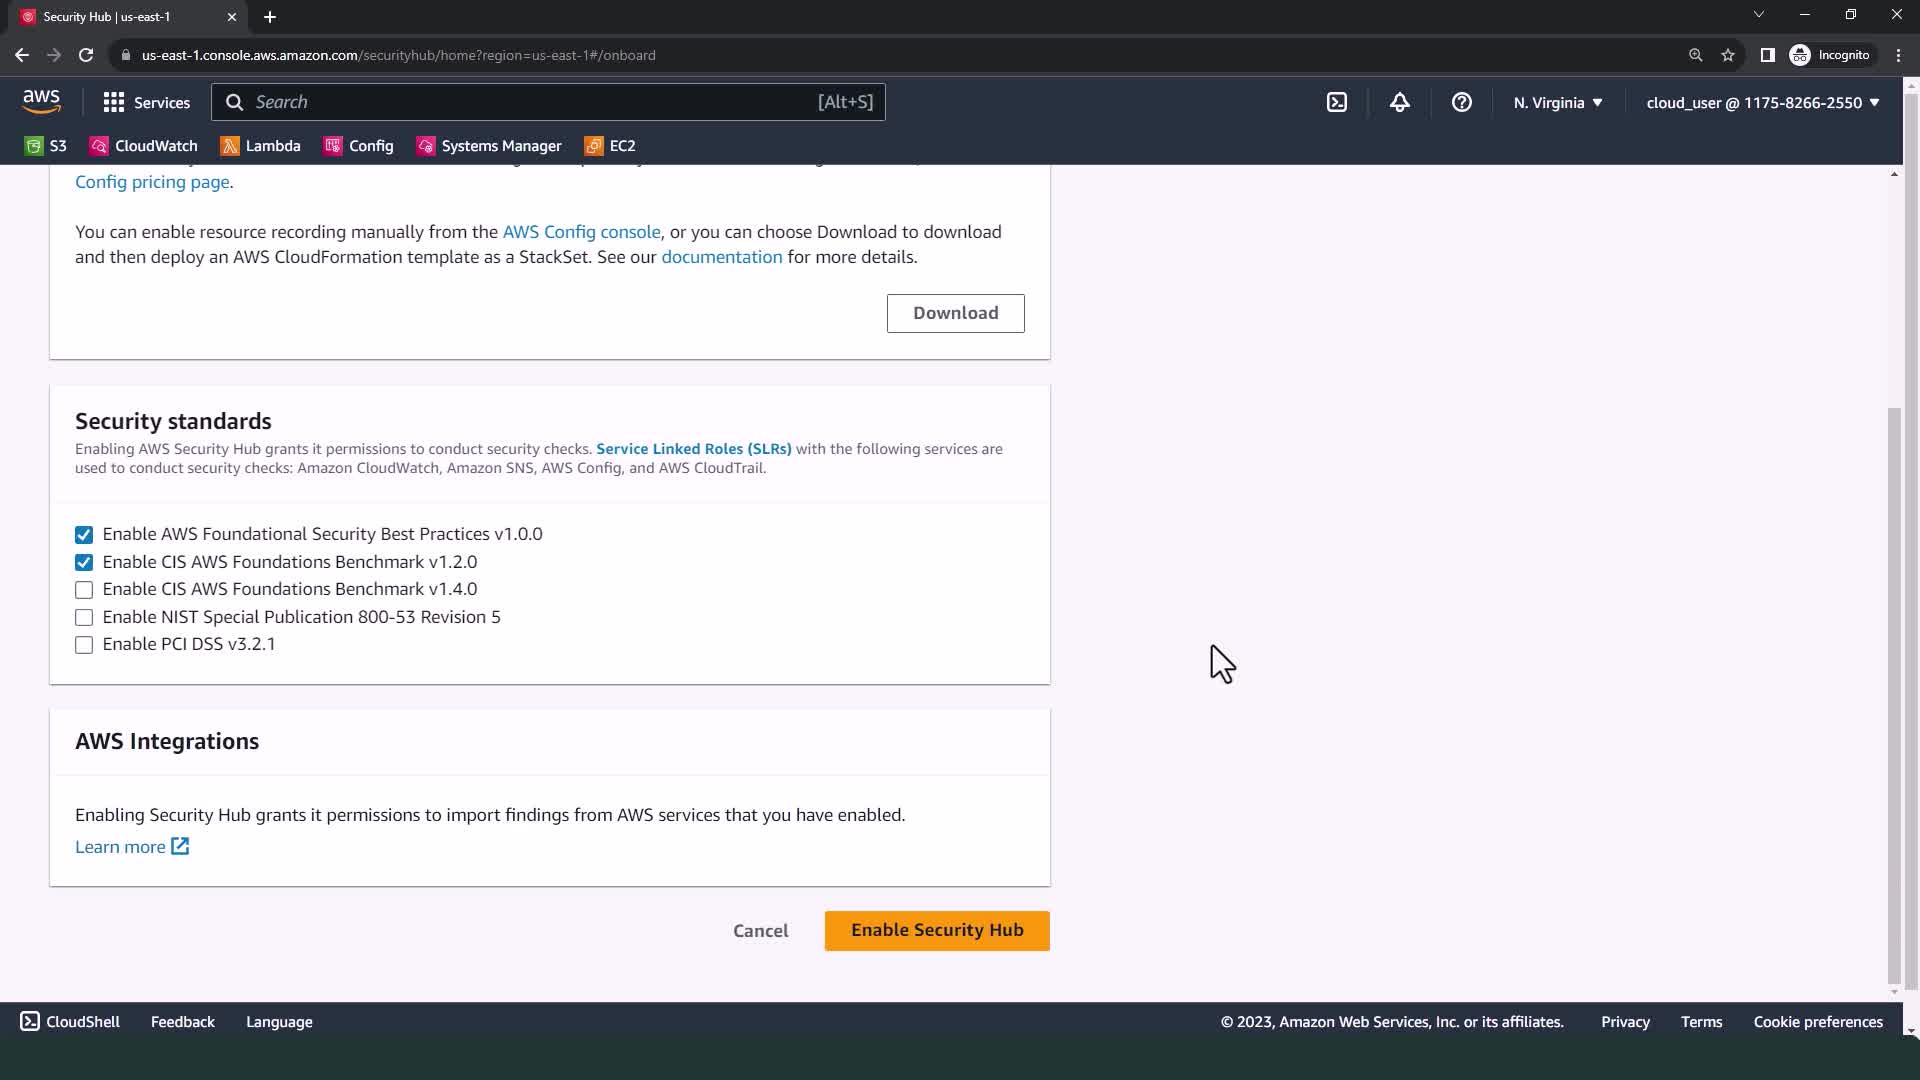 Security Hub | us-east-1
us-east-1.console.aws.amazon.com/securityhub/home?region=us-east-1#/onboard
Incognito
aws
Services
Search
[Alt+S]
N. Virginia
cloud_user @ 1175-8266-2550
S3
CloudWatch
Lambda
Config
Systems Manager
EC2
Config pricing page.
You can enable resource recording manually from the AWS Config console, or you can choose Download to download
and then deploy an AWS CloudFormation template as a StackSet. See our documentation for more details.
Download
Security standards
Enabling AWS Security Hub grants it permissions to conduct security checks. Service Linked Roles (SLRs) with the following services are
used to conduct security checks: Amazon CloudWatch, Amazon SNS, AWS Config, and AWS CloudTrail.
Enable AWS Foundational Security Best Practices v1.0.0
Enable CIS AWS Foundations Benchmark v1.2.0
Enable CIS AWS Foundations Benchmark v1.4.0
Enable NIST Special Publication 800-53 Revision 5
Enable PCI DSS v3.2.1
AWS Integrations
Enabling Security Hub grants it permissions to import findings from AWS services that you have enabled.
Learn more
Cancel
Enable Security Hub
CloudShell
Feedback
Language
© 2023, Amazon Web Services, Inc. or its affiliates.
Privacy
Terms
Cookie preferences